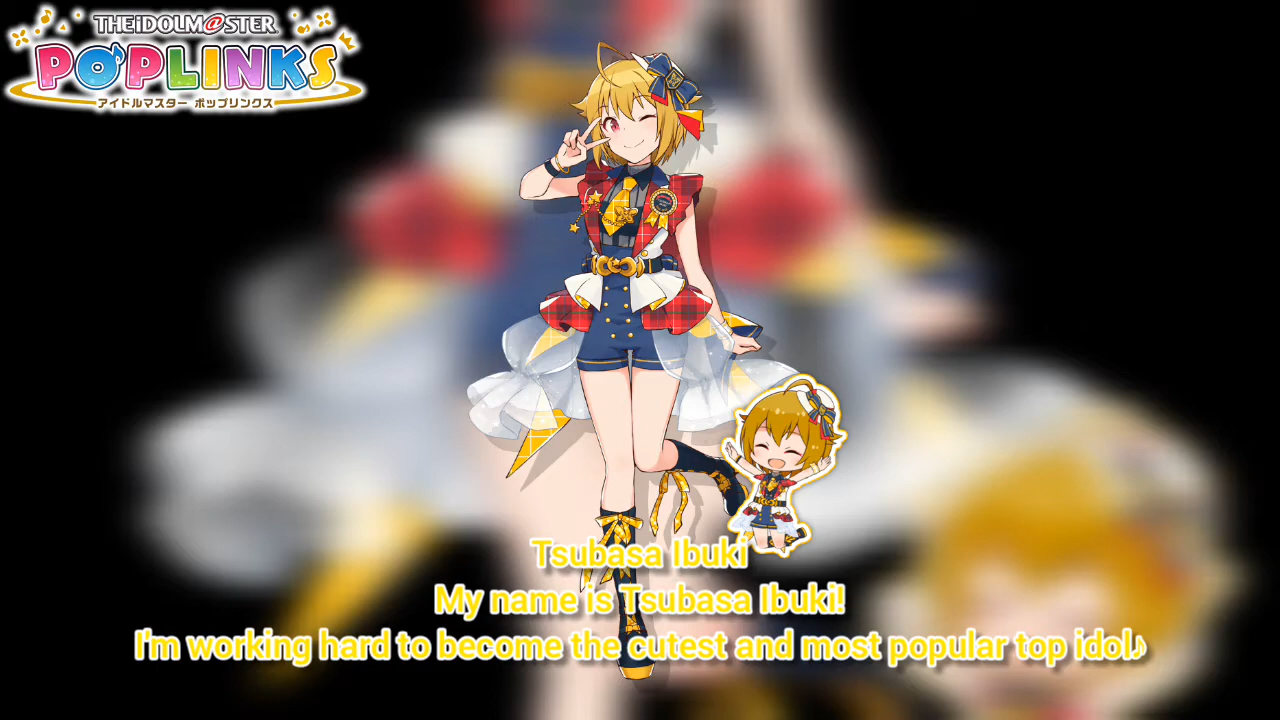 THE iDOLM@STER
POPLINKS
アイドルマスター ポップリンクス
Tsubasa Ibuki
My name is Tsubasa Ibuki!
I'm working hard to become the cutest and most popular top idol♪